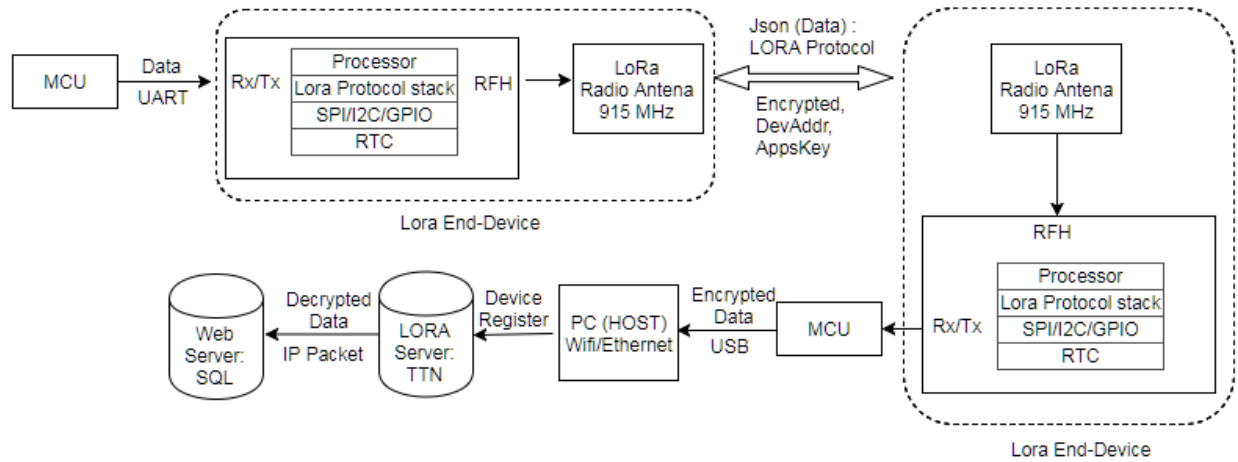 MCU
Data
UART
Rx/Tx
Processor
Lora Protocol stack
SPI/I2C/GPIO
RTC
RFH
LoRa
Radio Antena
915 MHz
Lora End-Device
Json (Data) :
LORA Protocol
Encrypted,
DevAddr,
AppsKey
LoRa
Radio Antena
915 MHz
RFH
Processor
Lora Protocol stack
SPI/I2C/GPIO
RTC
Rx/Tx
Lora End-Device
MCU
Encrypted
Data
USB
PC (HOST)
Wifi/Ethernet
Device
Register
LORA
Server:
TTN
Decrypted
Data
IP Packet
Web
Server:
SQL